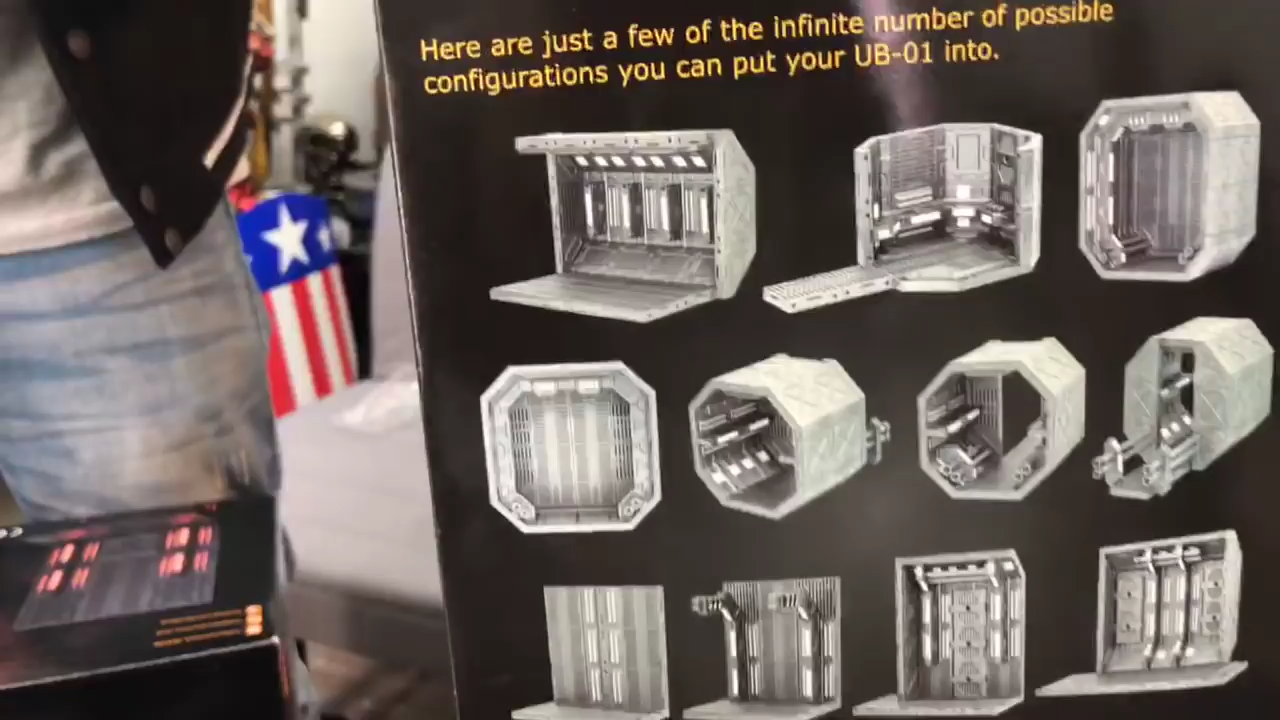 Here are just a few of the infinite number of possible
configurations you can put your UB-01 into.